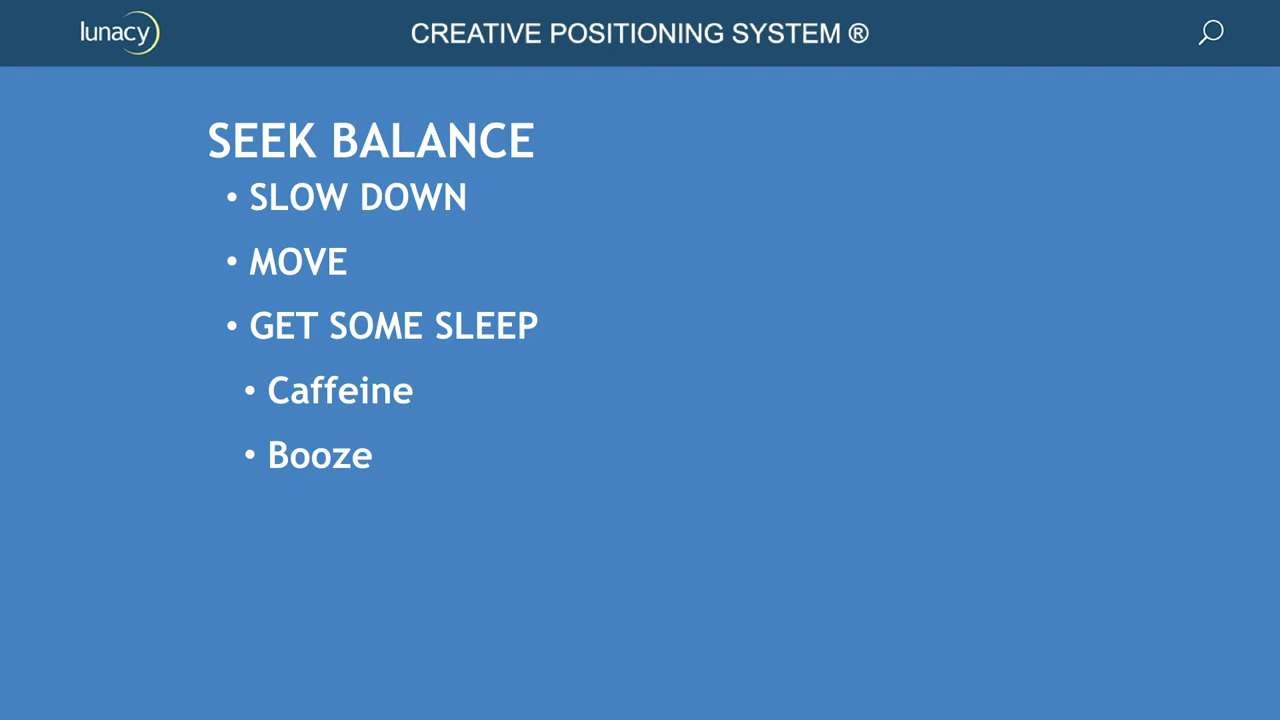 lunacy
CREATIVE POSITIONING SYSTEM ®
SEEK BALANCE
• SLOW DOWN
• MOVE
• GET SOME SLEEP
• Caffeine
• Booze